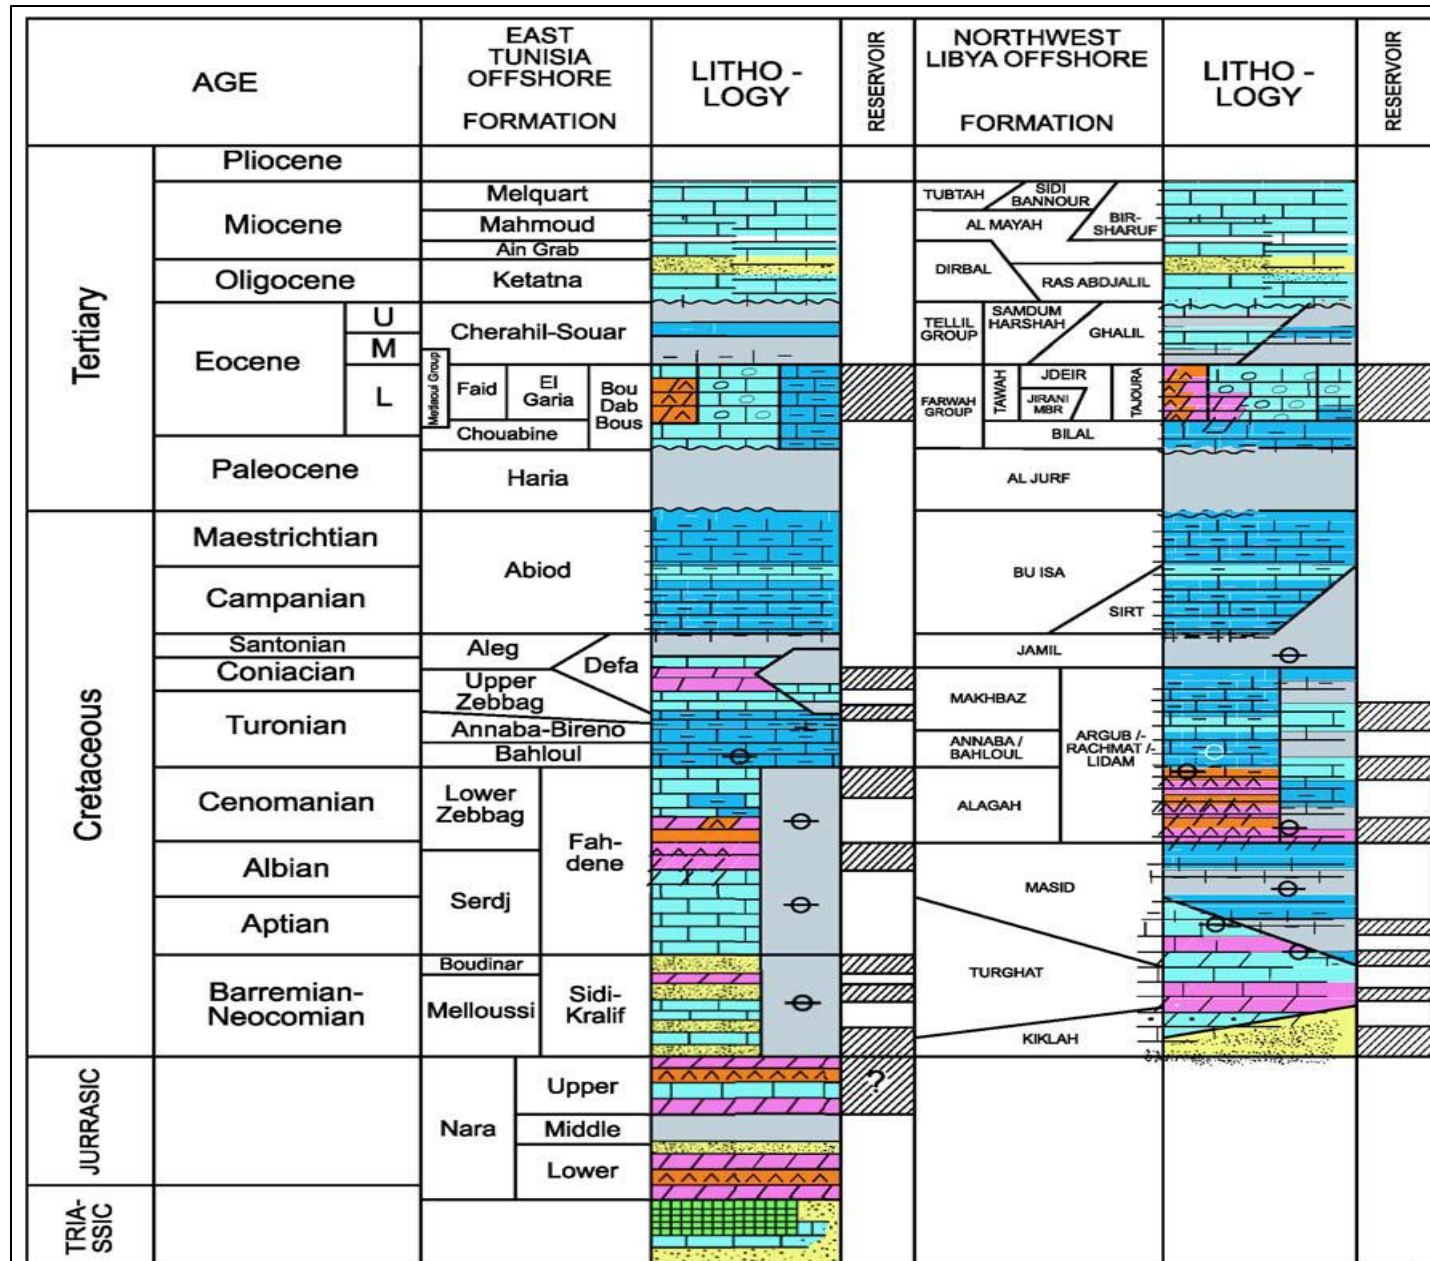 AGE
EAST
TUNISIA
OFFSHORE
FORMATION
LITHO -
LOGY
RESERVOIR
NORTHWEST
LIBYA OFFSHORE
FORMATION
LITHO -
LOGY
RESERVOIR
Tertiary
Pliocene
Miocene
Melquart
Mahmoud
Ain Grab
TUBTAH
SIDI
BANNOUR
AL MAYAH
BIR-
SHARUF
Oligocene
Ketatna
DIRBAL
RAS ABDJALIL
Eocene
U
M
L
Cherahil-Souar
TELLIL
GROUP
SAMDUM
HARSHAH
GHALIL
Metlaoui Group
Faid
El
Garia
Bou
Dab
Bous
Chouabine
FARWAH
GROUP
TAWAH
JDEIR
JIRANI
MBR
TAJOURA
BILAL
Paleocene
Haria
AL JURF
Cretaceous
Maestrichtian
Campanian
Abiod
BU ISA
SIRT
Santonian
Coniacian
Turonian
Aleg
Defa
Upper
Zebbag
Annaba-Bireno
Bahloul
JAMIL
MAKHBAZ
ANNABA /
BAHLOUL
ARGUB /-
RACHMAT /-
LIDAM
ALAGAH
Cenomanian
Lower
Zebbag
Fah-
dene
Albian
Serdj
Aptian
MASID
TURGHAT
KIKLAH
Barremian-
Neocomian
Boudinar
Melloussi
Sidi-
Kralif
JURRASIC
Nara
Upper
Middle
Lower
?
TRIA-
SSIC